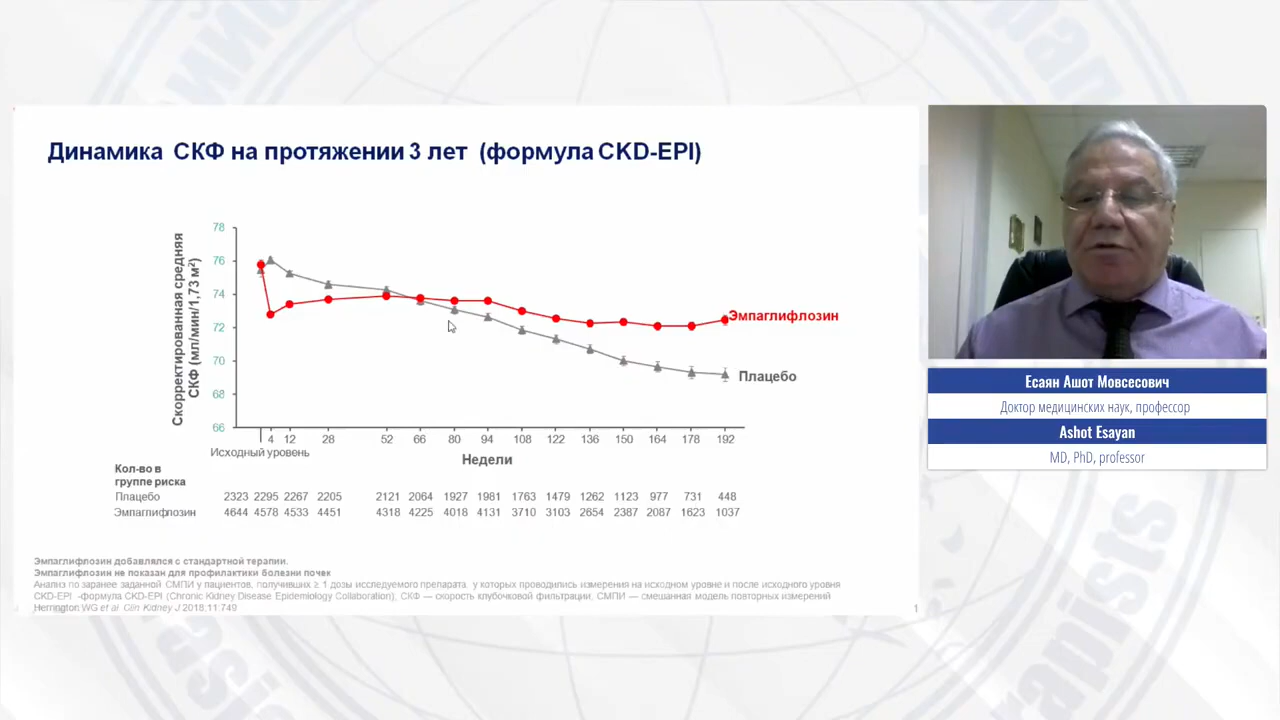 Динамика СКФ на протяжении 3 лет (формула CKD-EPI)
Скорректированная средняя
СКФ (мл/мин/1,73 м²)
78
76
74
72
70
68
66
Эмпаглифлозин
Плацебо
4 12 28 52 66 80 94 108 122 136 150 164 178 192
Исходный уровень
Недели
Кол-во в
группе риска
Плацебо 2323 2295 2267 2205 2121 2064 1927 1981 1763 1479 1262 1123 977 731 448
Эмпаглифлозин 4644 4578 4533 4451 4318 4225 4018 4131 3710 3103 2654 2387 2087 1623 1037
Эмпаглифлозин добавлялся с стандартной терапии.
Эмпаглифлозин не показан для профилактики болезни почек
Анализ по заранее заданной СМПИ у пациентов, получивших ≥ 1 дозы исследуемого препарата, у которых проводились измерения на исходном уровне и после исходного уровня
CKD-EPI -формула CKD-EPI (Chronic Kidney Disease Epidemiology Collaboration); СКФ — скорость клубочковой фильтрации, СМПИ — смешанная модель повторных измерений
Herrington WG et al. Clin Kidney J 2018;11:749
1
Есаян Ашот Мовсесович
Доктор медицинских наук, профессор
Ashot Esayan
MD, PhD, professor